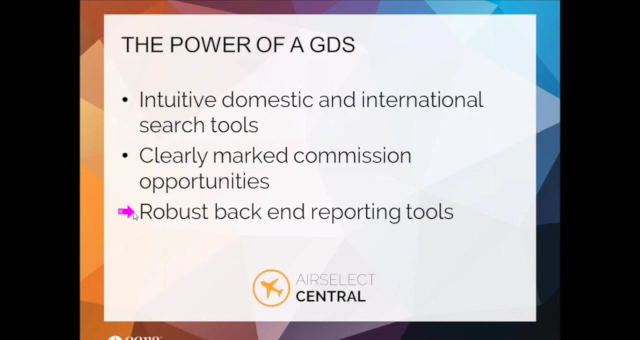 THE POWER OF A GDS
• Intuitive domestic and international
search tools
• Clearly marked commission
opportunities
Robust back end reporting tools
AIRSELECT
CENTRAL